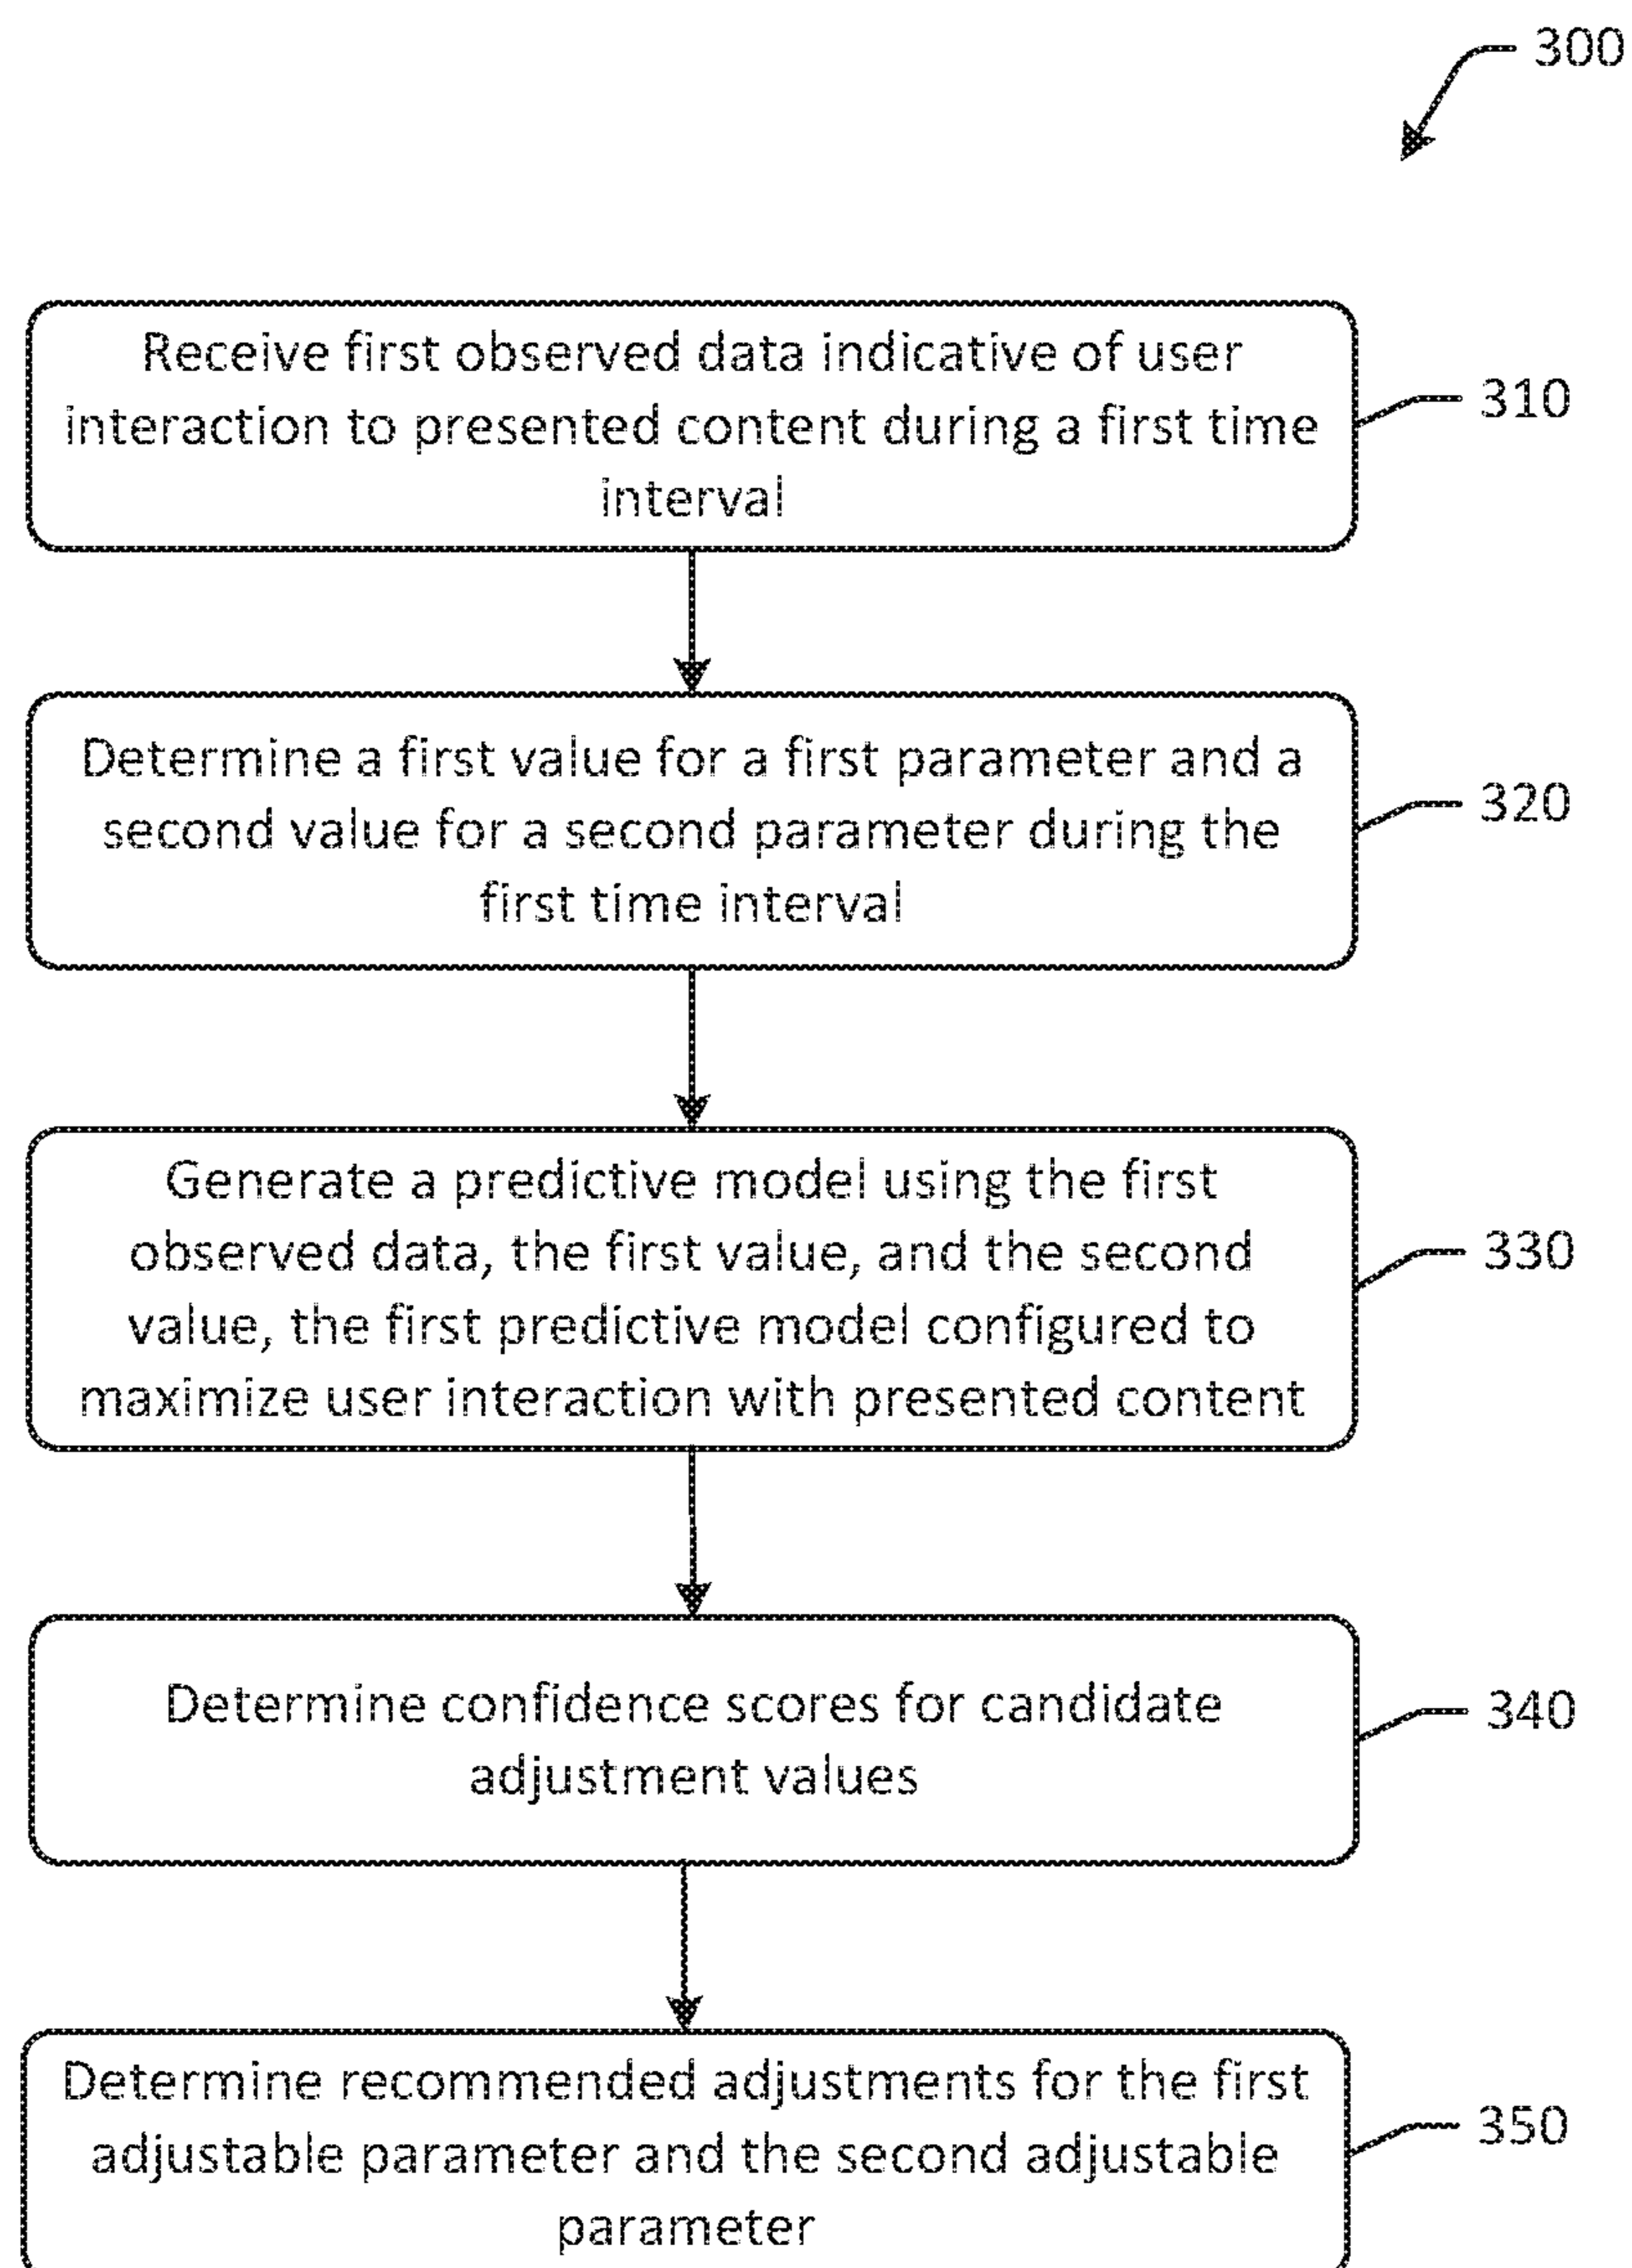 300
Receive first observed data indicative of user
interaction to presented content during a first time
interval
310
Determine a first value for a first parameter and a
second value for a second parameter during the
first time interval
320
Generate a predictive model using the first
observed data, the first value, and the second
value, the first predictive model configured to
maximize user interaction with presented content
330
Determine confidence scores for candidate
adjustment values
340
Determine recommended adjustments for the first
adjustable parameter and the second adjustable
parameter
350